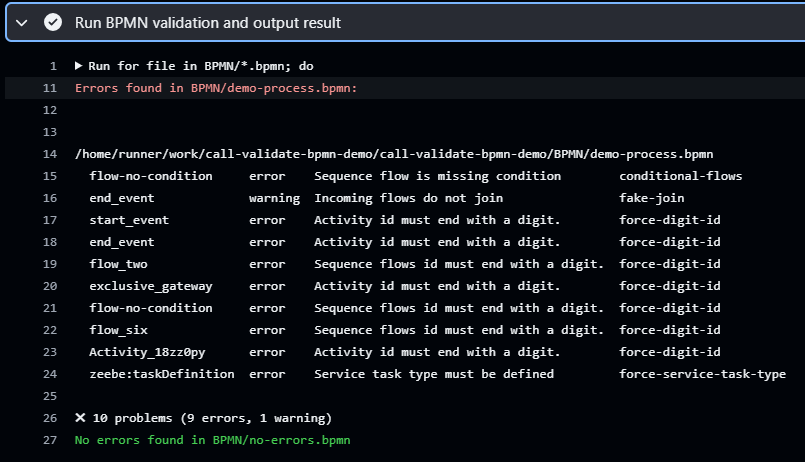 Run BPMN validation and output result
1 ▶ Run for file in BPMN/*.bpmn; do
11 Errors found in BPMN/demo-process.bpmn:
12
13
14 /home/runner/work/call-validate-bpmn-demo/call-validate-bpmn-demo/BPMN/demo-process.bpmn
15 flow-no-condition error Sequence flow is missing condition conditional-flows
16 end_event warning Incoming flows do not join fake-join
17 start_event error Activity id must end with a digit. force-digit-id
18 end_event error Activity id must end with a digit. force-digit-id
19 flow_two error Sequence flows id must end with a digit. force-digit-id
20 exclusive_gateway error Activity id must end with a digit. force-digit-id
21 flow-no-condition error Sequence flows id must end with a digit. force-digit-id
22 flow_six error Sequence flows id must end with a digit. force-digit-id
23 Activity_18zz0py error Activity id must end with a digit. force-digit-id
24 zeebe:taskDefinition error Service task type must be defined force-service-task-type
25
26 ✖ 10 problems (9 errors, 1 warning)
27 No errors found in BPMN/no-errors.bpmn